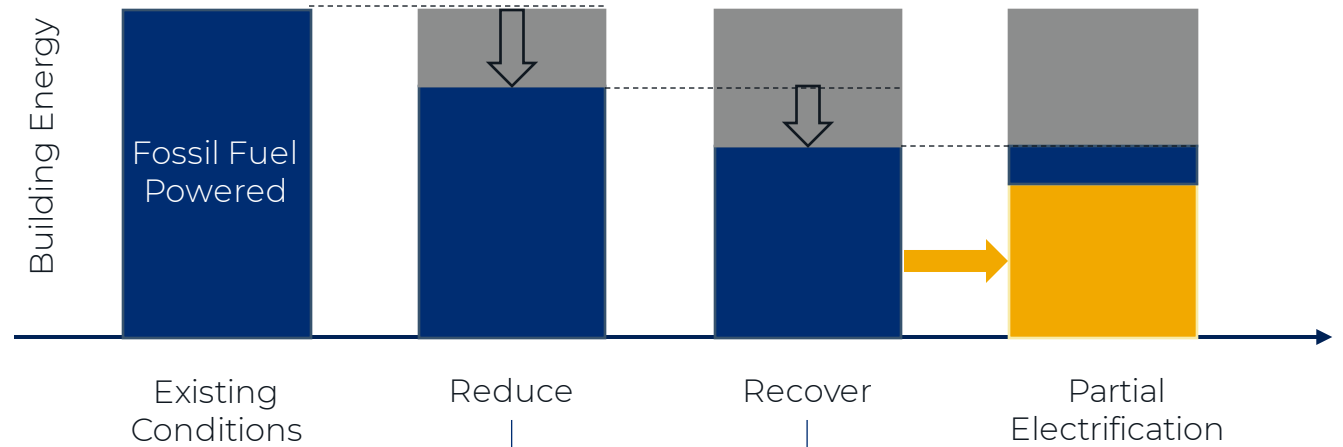 Building Energy
Fossil Fuel
Powered
Existing
Conditions
Reduce
Recover
Partial
Electrification